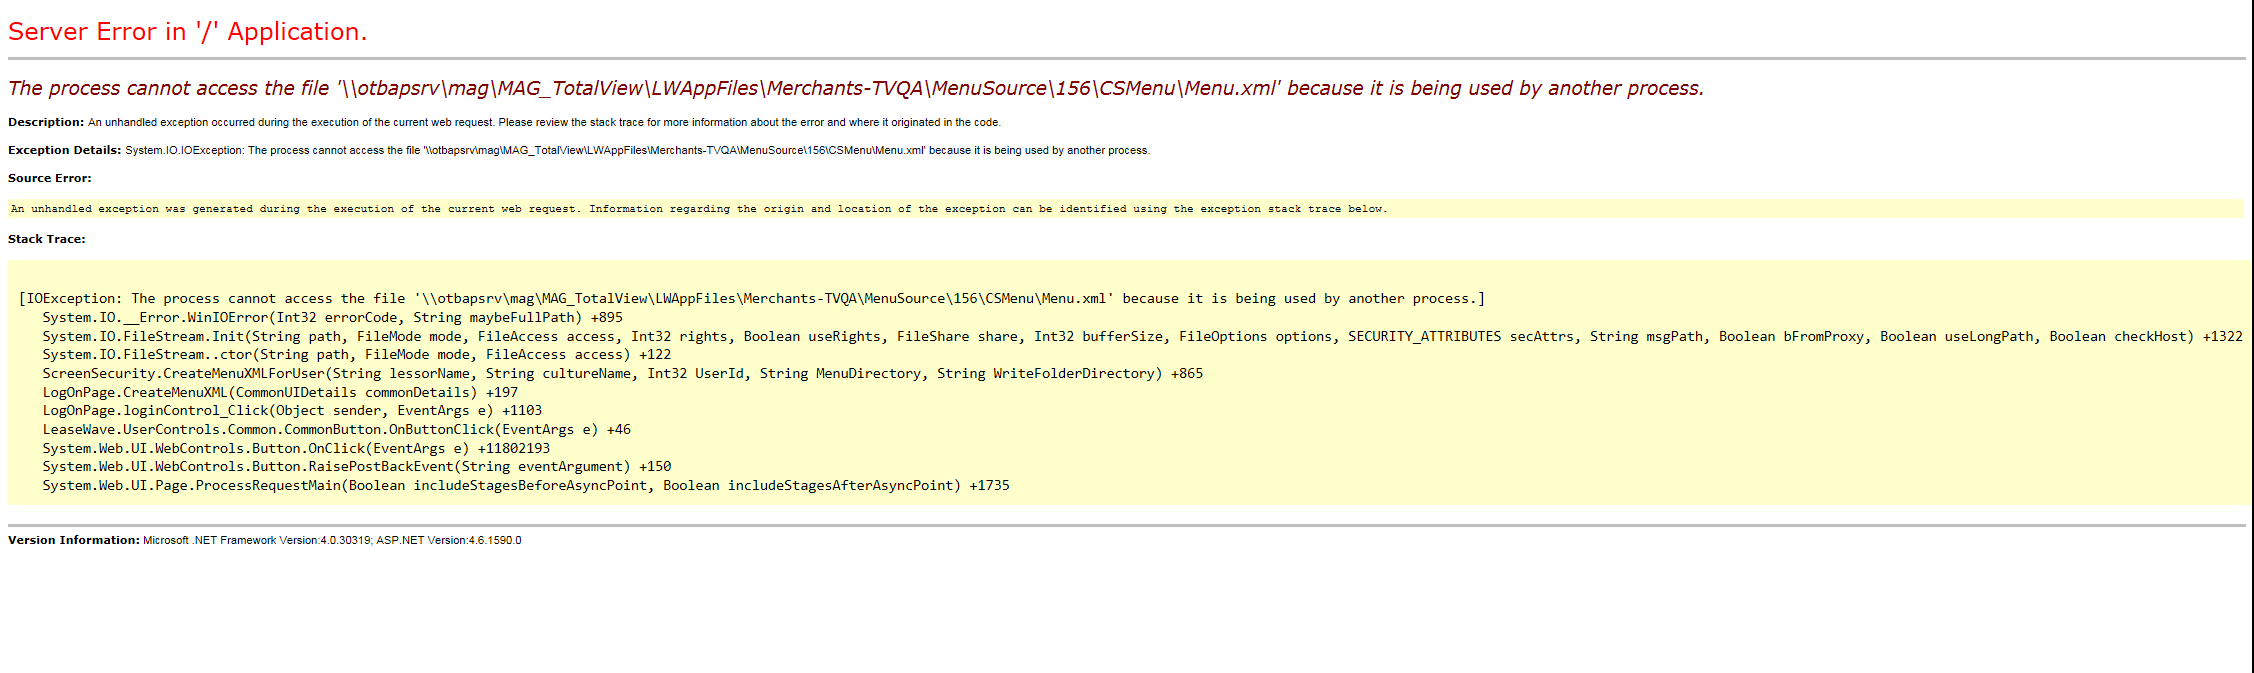 Server Error in '/' Application.
The process cannot access the file '\\otbapsrv\mag\MAG_TotalView\LWAppFiles\Merchants-TVQA\MenuSource\156\CSMenu\Menu.xml' because it is being used by another process.
Description: An unhandled exception occurred during the execution of the current web request. Please review the stack trace for more information about the error and where it originated in the code.
Exception Details: System.IO.IOException: The process cannot access the file '\\otbapsrv\mag\MAG_TotalView\LWAppFiles\Merchants-TVQA\MenuSource\156\CSMenu\Menu.xml' because it is being used by another process.
Source Error:
An unhandled exception was generated during the execution of the current web request. Information regarding the origin and location of the exception can be identified using the exception stack trace below.
Stack Trace:
[IOException: The process cannot access the file '\\otbapsrv\mag\MAG_TotalView\LWAppFiles\Merchants-TVQA\MenuSource\156\CSMenu\Menu.xml' because it is being used by another process.]
System.IO.__Error.WinIOError(Int32 errorCode, String maybeFullPath) +895
System.IO.FileStream.Init(String path, FileMode mode, FileAccess access, Int32 rights, Boolean useRights, FileShare share, Int32 bufferSize, FileOptions options, SECURITY_ATTRIBUTES secAttrs, String msgPath, Boolean bFromProxy, Boolean useLongPath, Boolean checkHost) +1322
System.IO.FileStream..ctor(String path, FileMode mode, FileAccess access) +122
ScreenSecurity.CreateMenuXMLForUser(String lessorName, String cultureName, Int32 UserId, String MenuDirectory, String WriteFolderDirectory) +865
LogOnPage.CreateMenuXML(CommonUIDetails commonDetails) +197
LogOnPage.loginControl_Click(Object sender, EventArgs e) +1103
LeaseWave.UserControls.Common.CommonButton.OnButtonClick(EventArgs e) +46
System.Web.UI.WebControls.Button.OnClick(EventArgs e) +11802193
System.Web.UI.WebControls.Button.RaisePostBackEvent(String eventArgument) +150
System.Web.UI.Page.ProcessRequestMain(Boolean includeStagesBeforeAsyncPoint, Boolean includeStagesAfterAsyncPoint) +1735
Version Information: Microsoft .NET Framework Version:4.0.30319; ASP.NET Version:4.6.1590.0